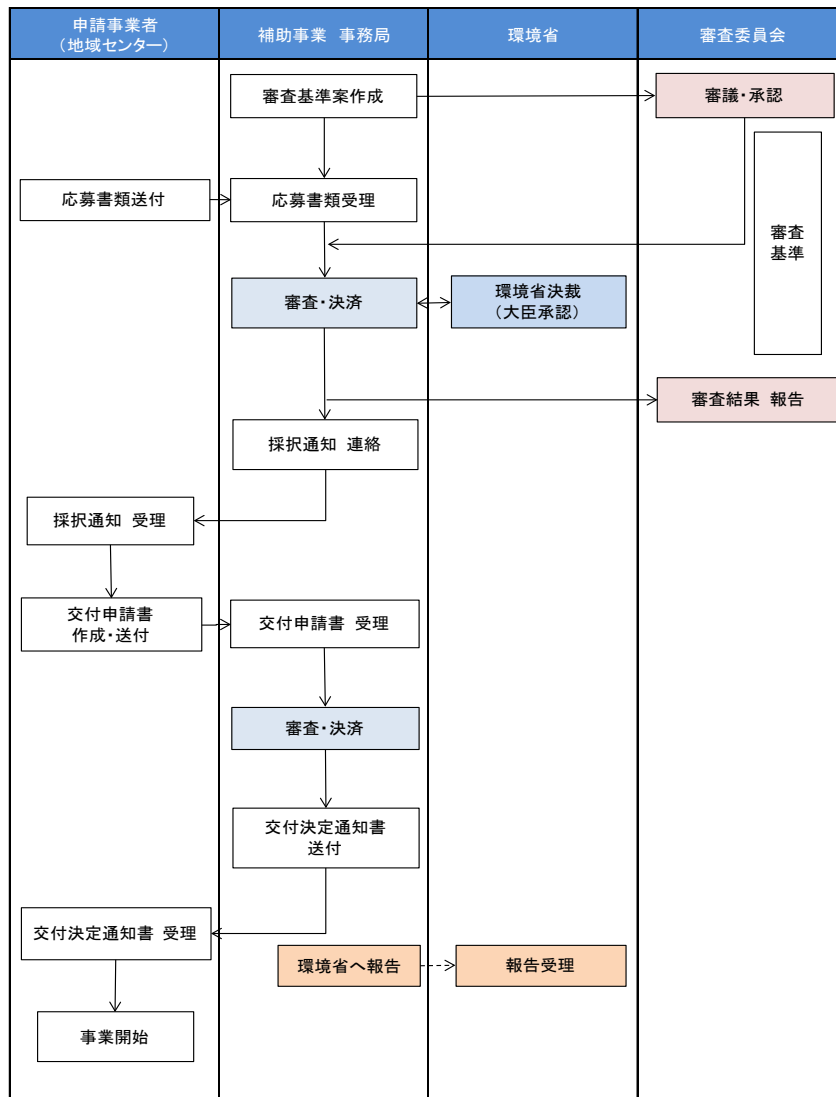 申請事業者
（地域センター）
補助事業 事務局
環境省
審査委員会
審査基準案作成
審議・承認
応募書類送付
応募書類受理
審査
基準
審査・決済
環境省決裁
（大臣承認）
審査結果 報告
採択通知 連絡
採択通知 受理
交付申請書
作成・送付
交付申請書 受理
審査・決済
交付決定通知書
送付
交付決定通知書 受理
環境省へ報告
報告受理
事業開始